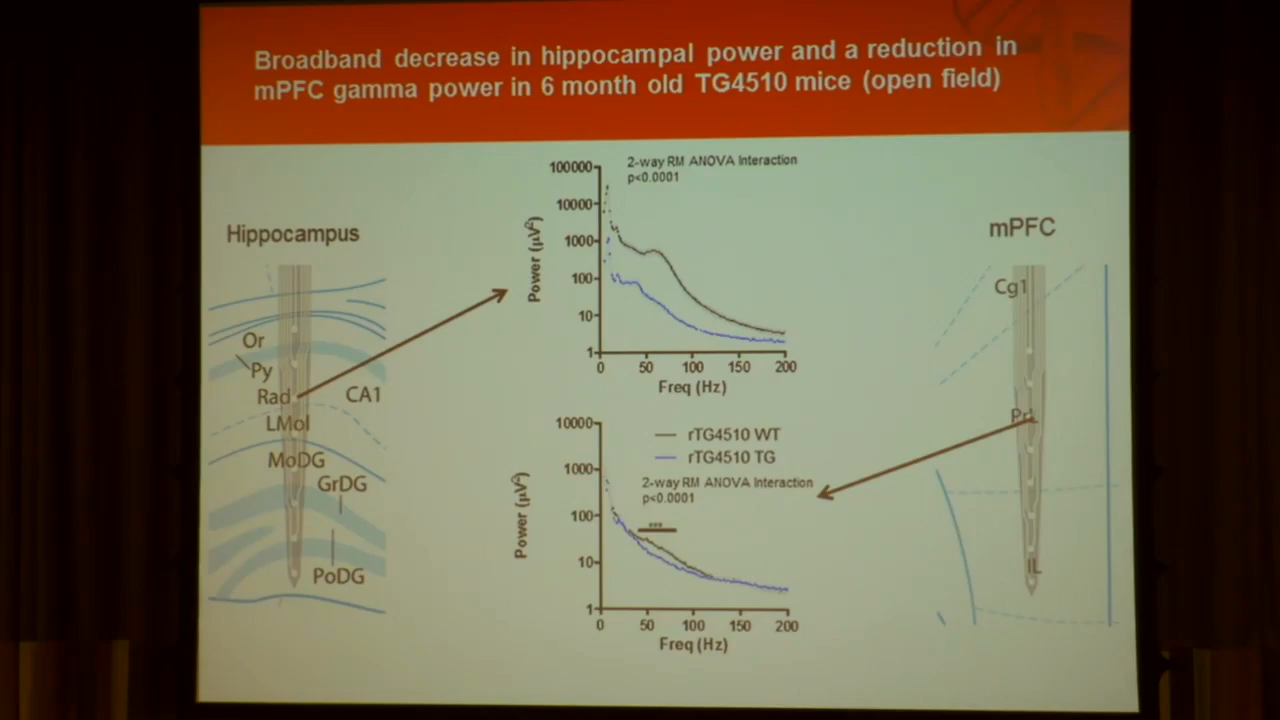 Broadband decrease in hippocampal power and a reduction in
mPFC gamma power in 6 month old TG4510 mice (open field)
Hippocampus
Or
Py
Rad
CA1
LMol
MoDG
GrDG
PoDG
2-way RM ANOVA Interaction
p<0.0001
Power (µV²)
100000
10000
1000
100
10
1
0 50 100 150 200
Freq (Hz)
rTG4510 WT
rTG4510 TG
2-way RM ANOVA Interaction
p<0.0001
***
Power (µV²)
10000
1000
100
10
1
0 50 100 150 200
Freq (Hz)
mPFC
Cg1
PrL
IL